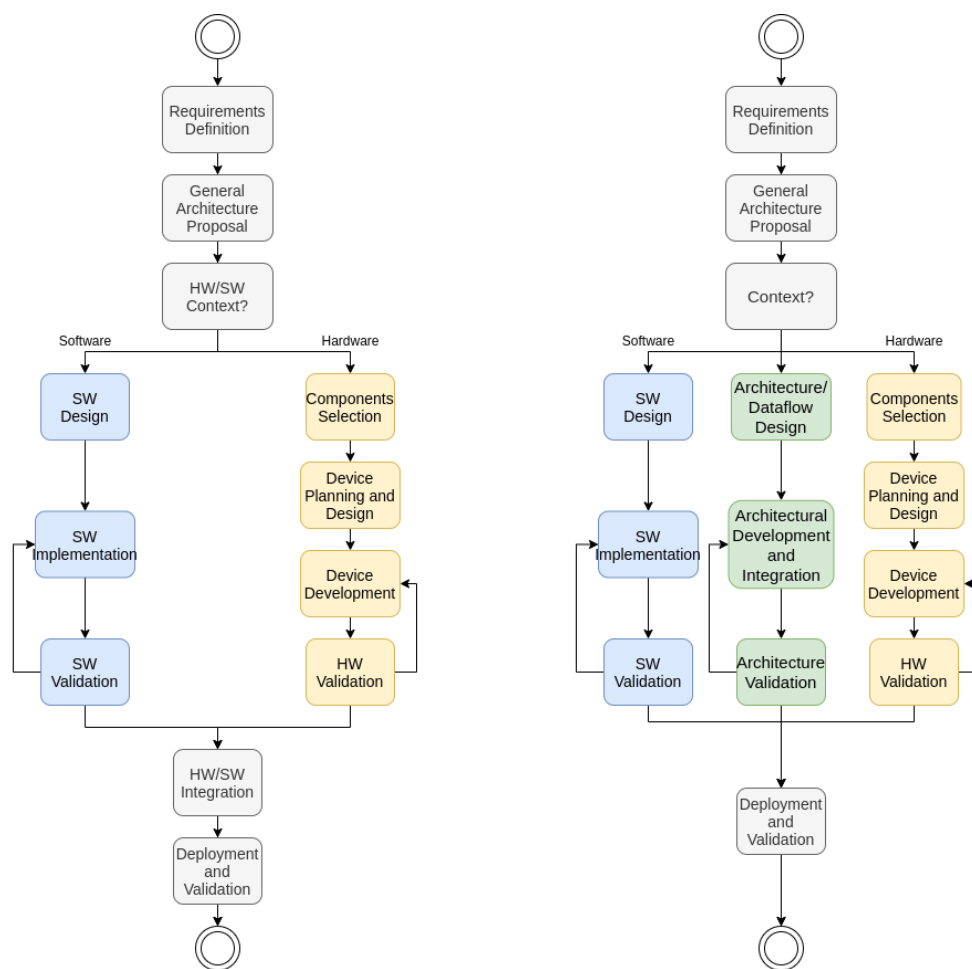 Requirements
Definition
General
Architecture
Proposal
HW/SW
Context?
Software
Hardware
SW
Design
Components
Selection
Device
Planning and
Design
SW
Implementation
Device
Development
SW
Validation
HW
Validation
HW/SW
Integration
Deployment
and
Validation
Requirements
Definition
General
Architecture
Proposal
Context?
Software
Hardware
SW
Design
Architecture/
Dataflow
Design
Components
Selection
Device
Planning and
Design
SW
Implementation
Architectural
Development
and
Integration
Device
Development
SW
Validation
Architecture
Validation
HW
Validation
Deployment
and
Validation